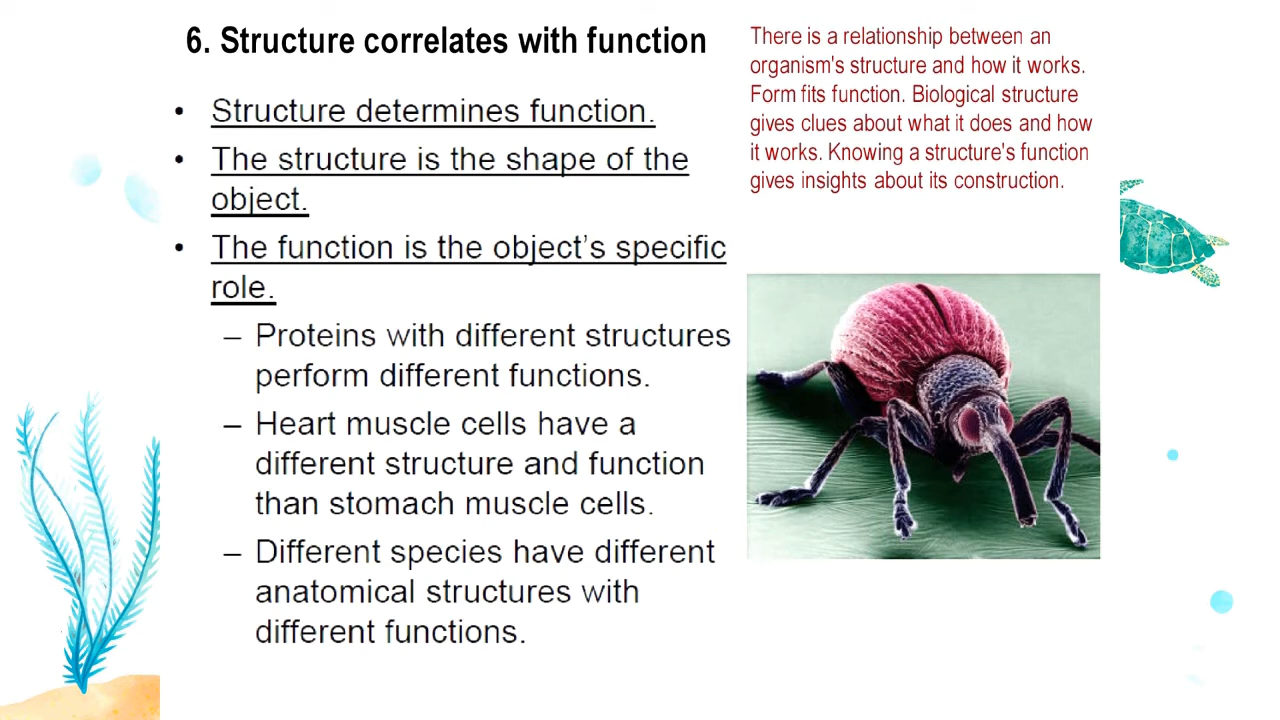 6. Structure correlates with function
• Structure determines function.
• The structure is the shape of the
object.
• The function is the object's specific
role.
– Proteins with different structures
perform different functions.
– Heart muscle cells have a
different structure and function
than stomach muscle cells.
– Different species have different
anatomical structures with
different functions.
There is a relationship between an
organism's structure and how it works.
Form fits function. Biological structure
gives clues about what it does and how
it works. Knowing a structure's function
gives insights about its construction.